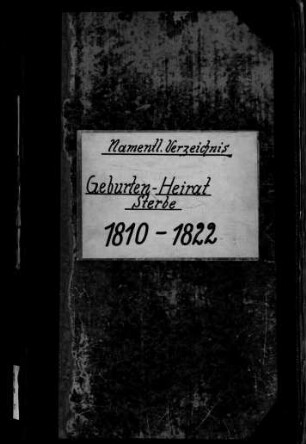 Namentl. Verzeichnis
Geburten-Heirat
Sterbe
1810 - 1822